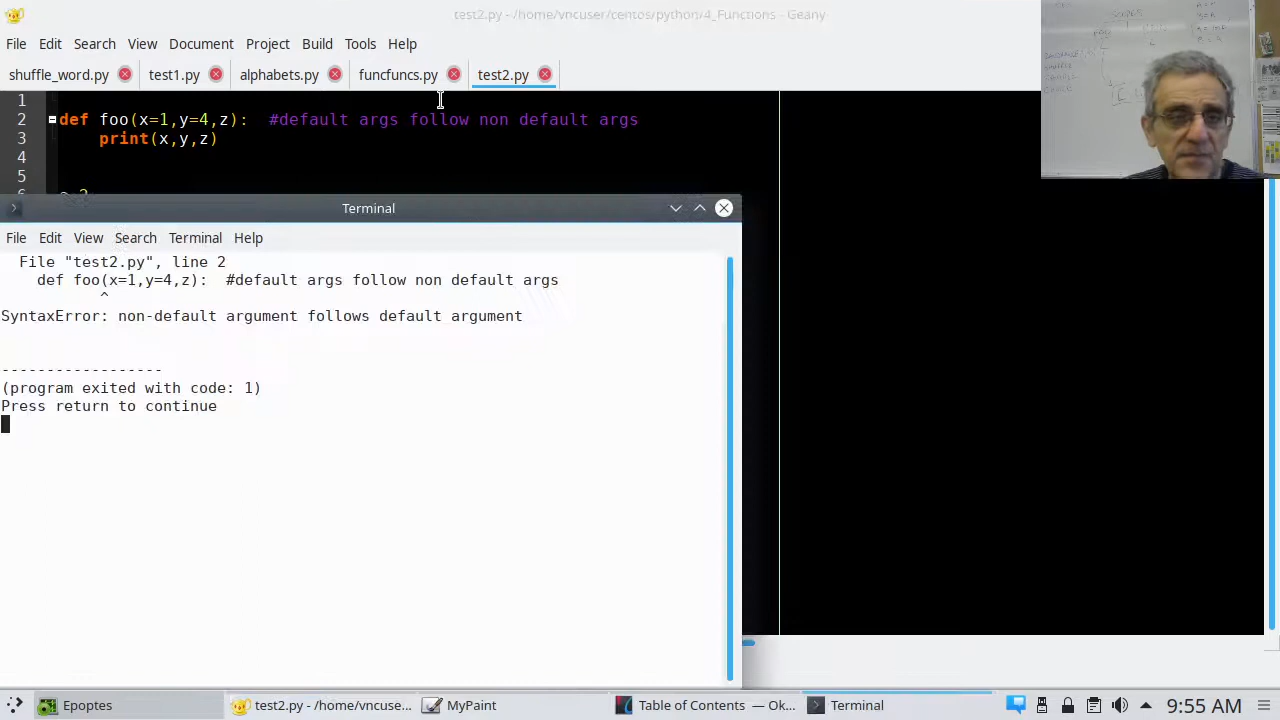 test2.py - /home/vncuser/centos/python/4_Functions - Geany
File Edit Search View Document Project Build Tools Help
shuffle_word.py test1.py alphabets.py funcfuncs.py test2.py
1
2 def foo(x=1,y=4,z): #default args follow non default args
3 print(x,y,z)
4
5
Terminal
File Edit View Search Terminal Help
File "test2.py", line 2
def foo(x=1,y=4,z): #default args follow non default args
^
SyntaxError: non-default argument follows default argument
------------------
(program exited with code: 1)
Press return to continue
Epoptes test2.py - /home/vncuse... MyPaint Table of Contents — Ok... Terminal 9:55 AM